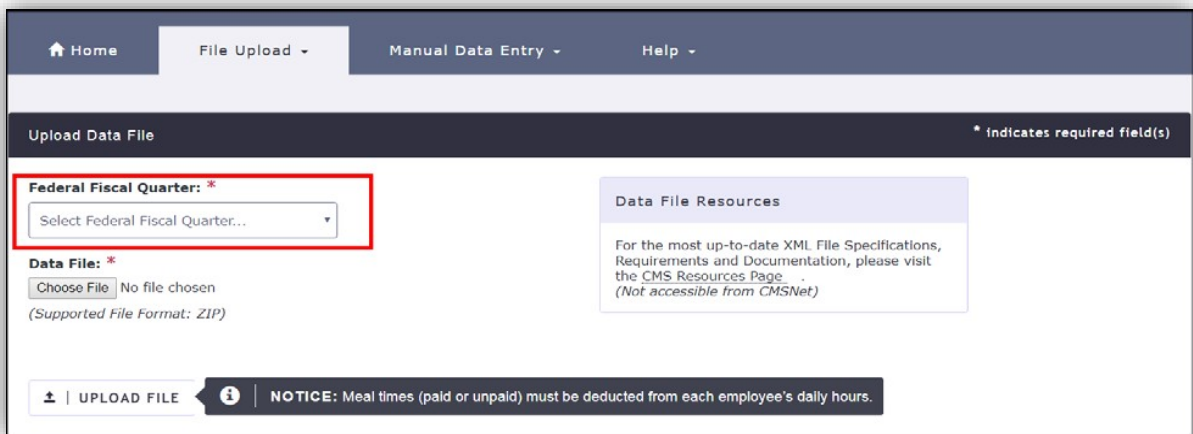 Home File Upload Manual Data Entry Help
Upload Data File * indicates required field(s)
Federal Fiscal Quarter: *
Select Federal Fiscal Quarter...
Data File: *
Choose File No file chosen
(Supported File Format: ZIP)
Data File Resources
For the most up-to-date XML File Specifications,
Requirements and Documentation, please visit
the CMS Resources Page .
(Not accessible from CMSNet)
| UPLOAD FILE
NOTICE: Meal times (paid or unpaid) must be deducted from each employee's daily hours.